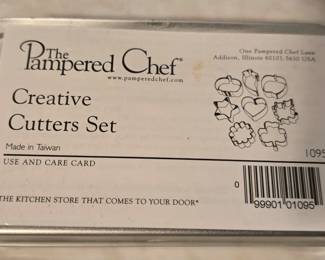 The
Pampered Chef®
www.pamperedchef.com
One Pampered Chef Lane
Addison, Illinois 60101-5630 USA
Creative
Cutters Set
Made in Taiwan
1095
USE AND CARE CARD
THE KITCHEN STORE THAT COMES TO YOUR DOOR®
0
99901 01095